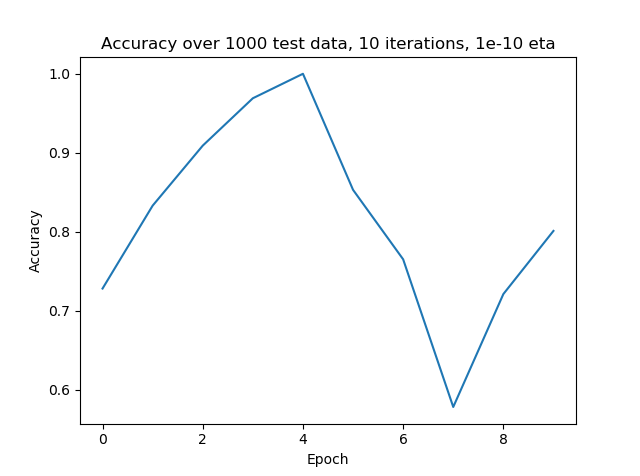 Accuracy over 1000 test data, 10 iterations, 1e-10 eta
1.0
0.9
0.8
0.7
0.6
Accuracy
0 2 4 6 8
Epoch